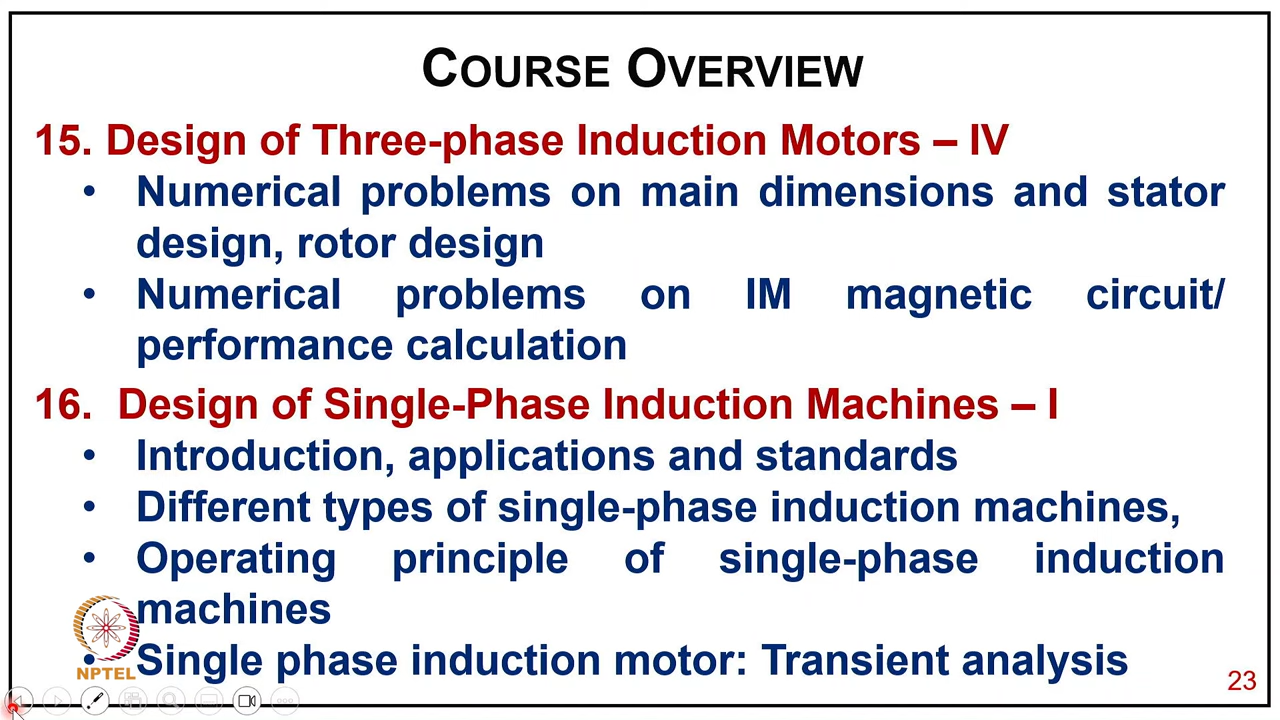 COURSE OVERVIEW
15. Design of Three-phase Induction Motors – IV
• Numerical problems on main dimensions and stator
design, rotor design
• Numerical problems on IM magnetic circuit/
performance calculation
16. Design of Single-Phase Induction Machines – I
• Introduction, applications and standards
• Different types of single-phase induction machines,
• Operating principle of single-phase induction
machines
• Single phase induction motor: Transient analysis
NPTEL
23